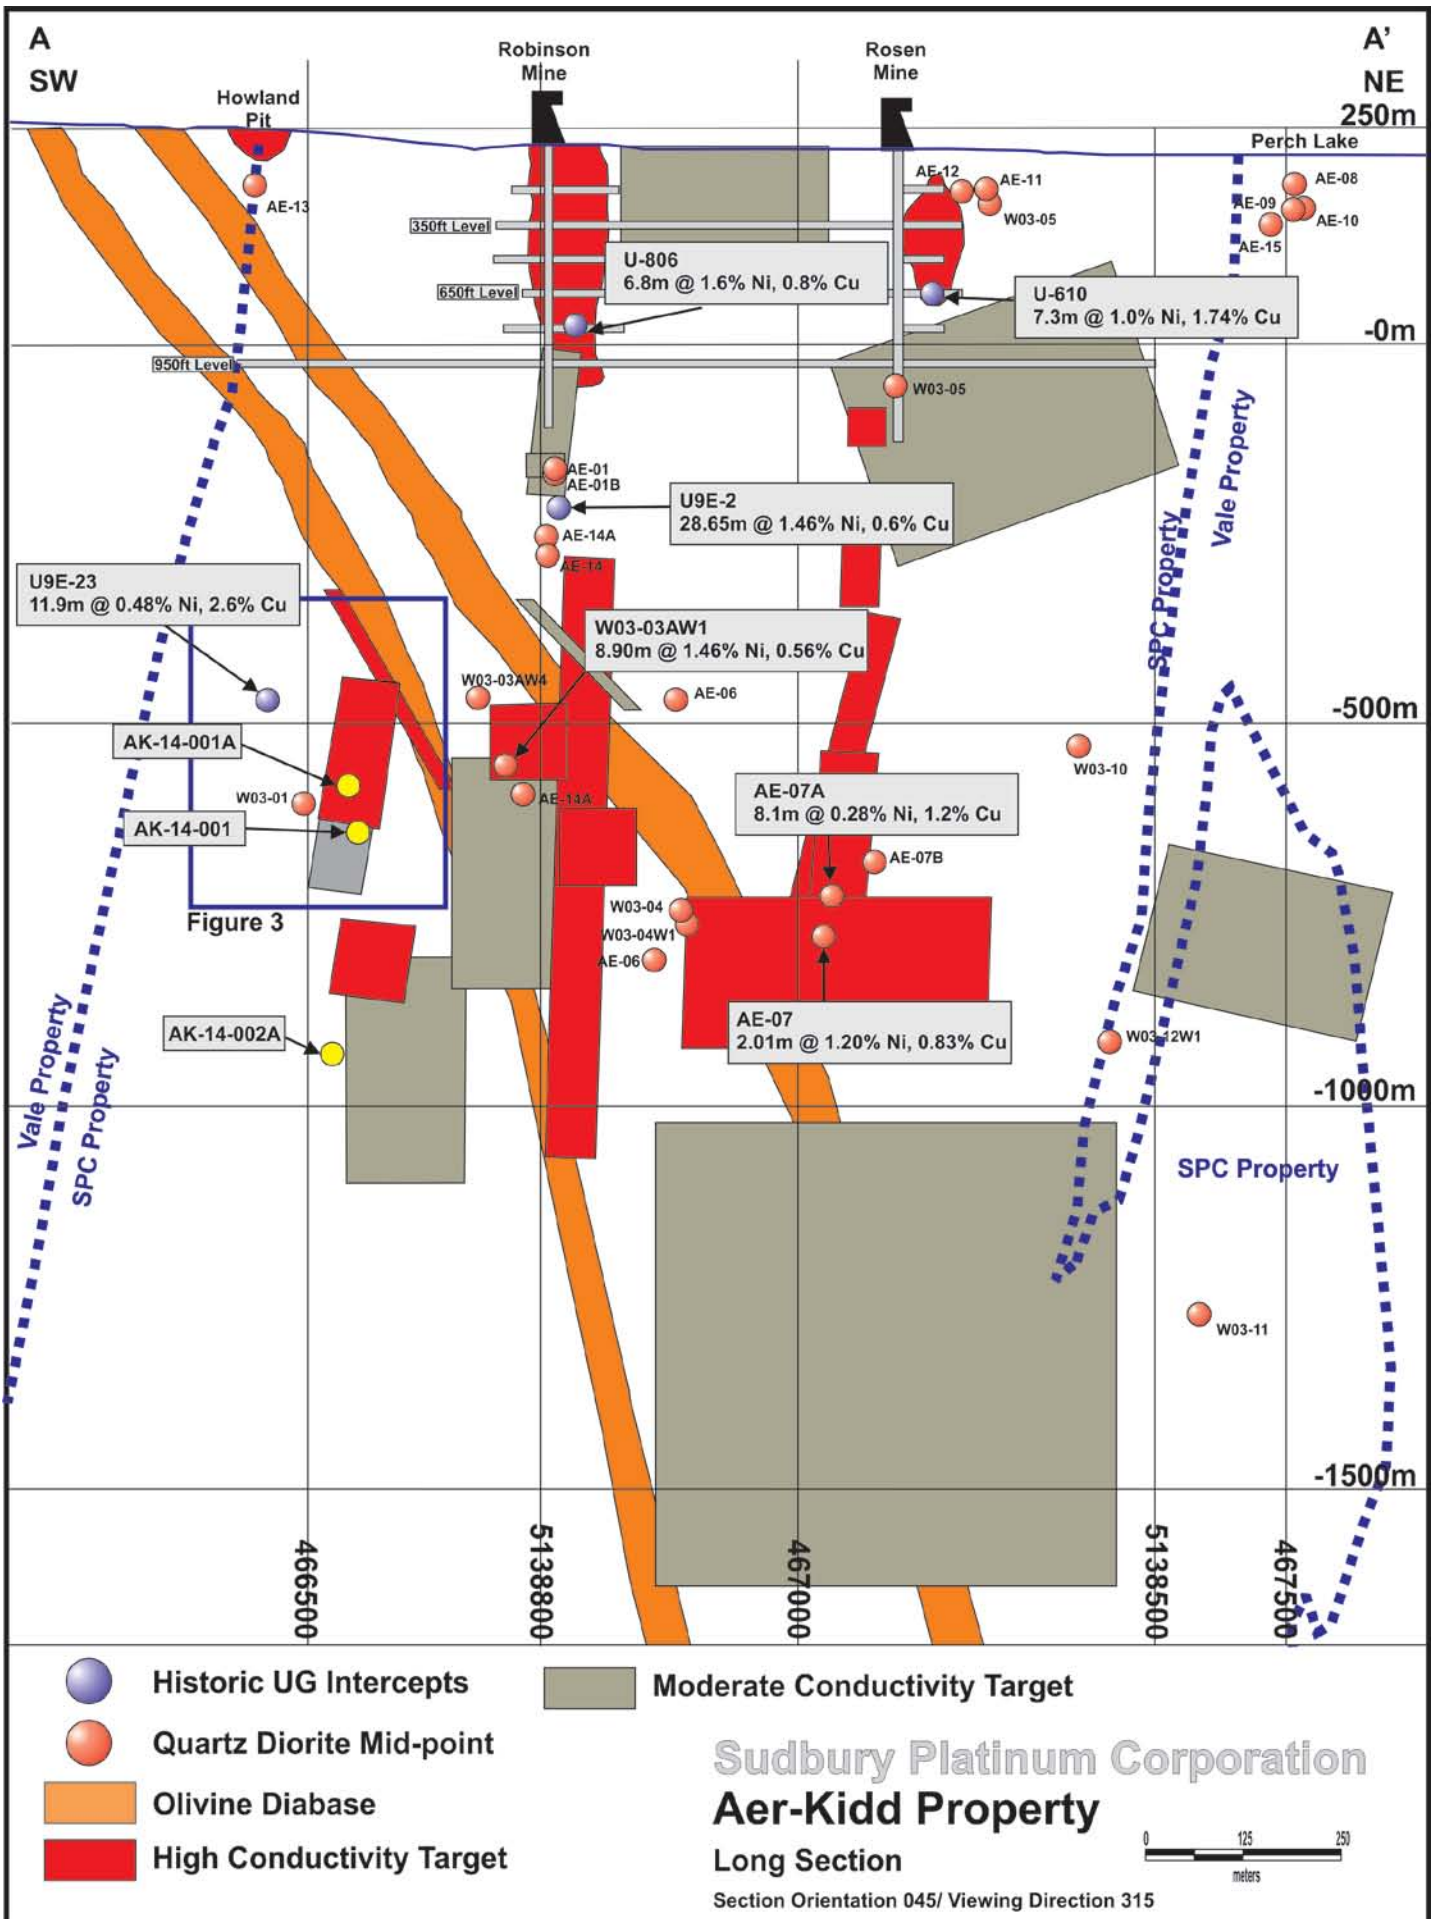 A
SW
Robinson
Mine
Rosen
Mine
A'
NE
250m
Howland
Pit
Perch Lake
AE-13
AE-12
AE-11
W03-05
AE-08
AE-09
AE-10
AE-15
350ft Level
U-806
6.8m @ 1.6% Ni, 0.8% Cu
650ft Level
U-610
7.3m @ 1.0% Ni, 1.74% Cu
-0m
950ft Level
W03-05
Vale Property
SPC Property
AE-01
AE-01B
U9E-2
28.65m @ 1.46% Ni, 0.6% Cu
AE-14A
AE-14
U9E-23
11.9m @ 0.48% Ni, 2.6% Cu
W03-03AW1
8.90m @ 1.46% Ni, 0.56% Cu
W03-03AW4
AE-06
-500m
AK-14-001A
W03-10
W03-01
AE-14A
AE-07A
8.1m @ 0.28% Ni, 1.2% Cu
AK-14-001
AE-07B
Figure 3
W03-04
W03-04W1
AE-06
AE-07
2.01m @ 1.20% Ni, 0.83% Cu
AK-14-002A
W03-12W1
Vale Property
SPC Property
-1000m
SPC Property
W03-11
-1500m
466500
5138800
467000
5138500
467500
Historic UG Intercepts
Moderate Conductivity Target
Quartz Diorite Mid-point
Olivine Diabase
High Conductivity Target
Sudbury Platinum Corporation
Aer-Kidd Property
Long Section
0 125 250
meters
Section Orientation 045/ Viewing Direction 315